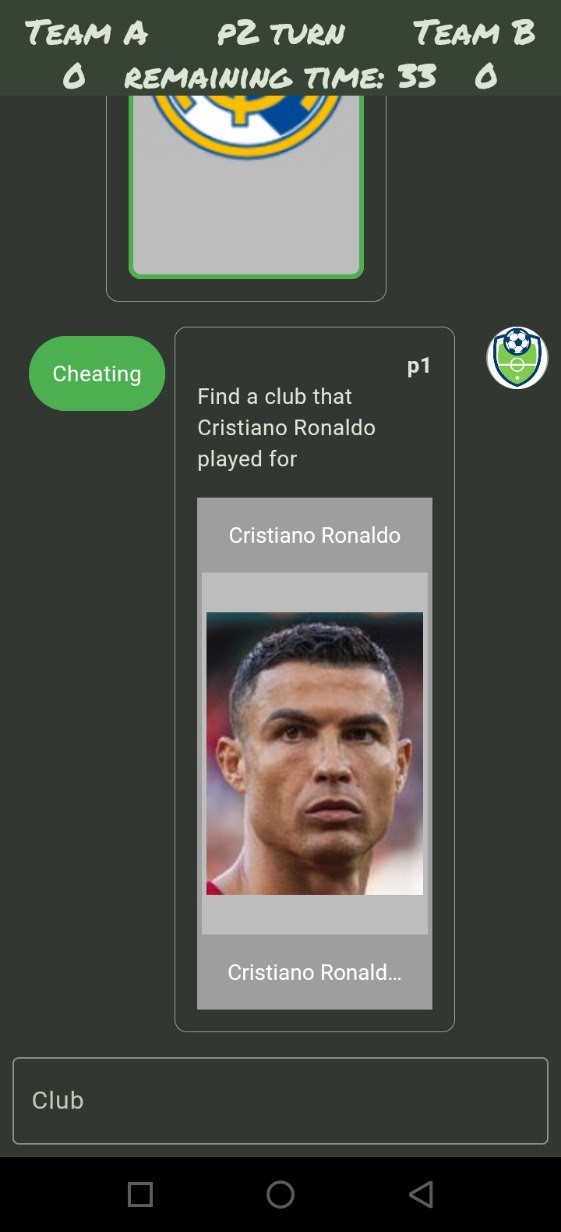 Team A p2 turn Team B
0 remaining time: 33 0
Cheating
p1
Find a club that
Cristiano Ronaldo
played for
Cristiano Ronaldo
Cristiano Ronald...
Club